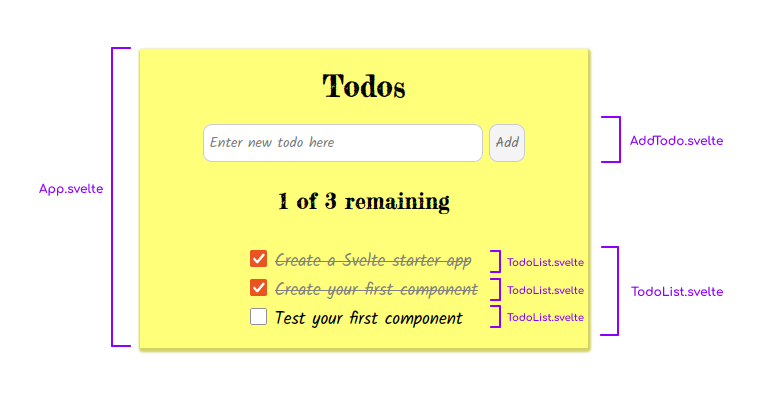 Todos
Enter new todo here
Add
AddTodo.svelte
App.svelte
1 of 3 remaining
Create a Svelte starter app
TodoList.svelte
Create your first component
TodoList.svelte
TodoList.svelte
Test your first component
TodoList.svelte